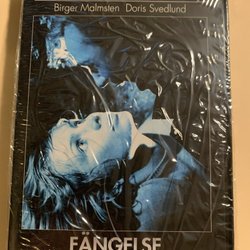 Birger Malmsten Doris Svedlund
FÄNGELSE